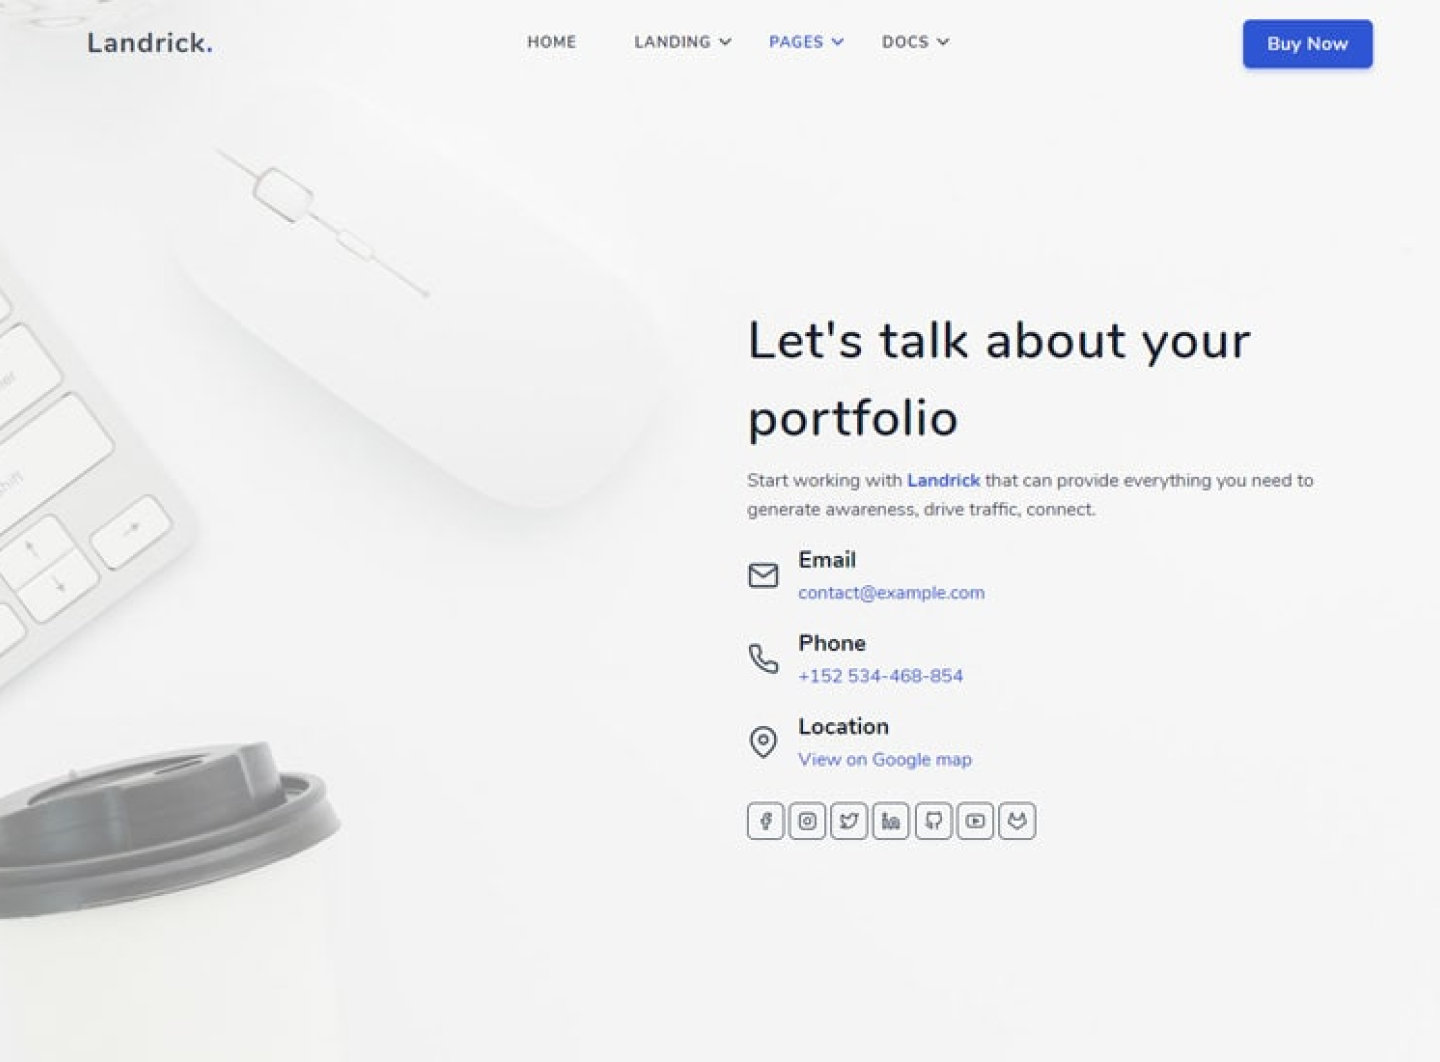 Landrick.
HOME
LANDING
PAGES
DOCS
Buy Now
Let's talk about your
portfolio
Start working with Landrick that can provide everything you need to
generate awareness, drive traffic, connect.
Email
contact@example.com
Phone
+152 534-468-854
Location
View on Google map
shift